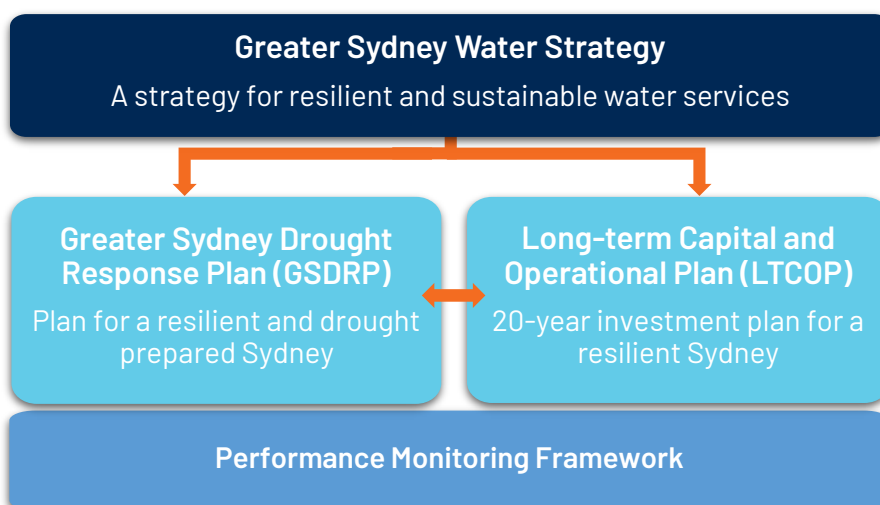 Greater Sydney Water Strategy
A strategy for resilient and sustainable water services
Greater Sydney Drought
Response Plan (GSDRP)
Plan for a resilient and drought
prepared Sydney
Long-term Capital and
Operational Plan (LTCOP)
20-year investment plan for a
resilient Sydney
Performance Monitoring Framework